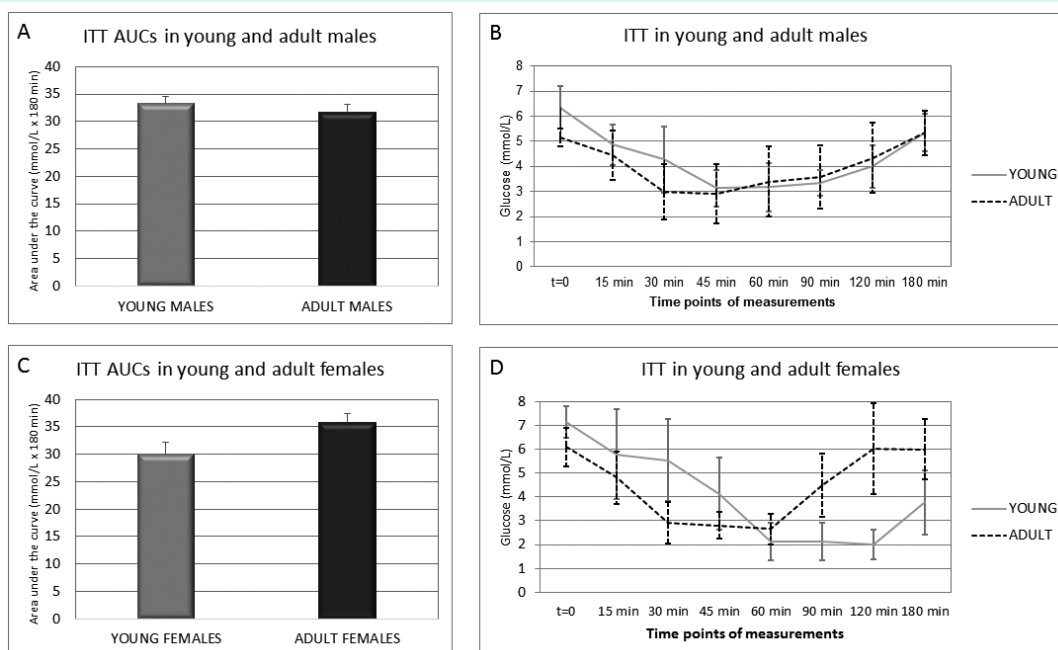 A
ITT AUCs in young and adult males
Area under the curve (mmol/L x 180 min)
40
35
30
25
20
15
10
5
0
YOUNG MALES ADULT MALES
B
ITT in young and adult males
Glucose (mmol/L)
8
7
6
5
4
3
2
1
0
t=0 15 min 30 min 45 min 60 min 90 min 120 min 180 min
Time points of measurements
YOUNG
ADULT
C
ITT AUCs in young and adult females
Area under the curve (mmol/L x 180 min)
40
35
30
25
20
15
10
5
0
YOUNG FEMALES ADULT FEMALES
D
ITT in young and adult females
Glucose (mmol/L)
8
7
6
5
4
3
2
1
0
t=0 15 min 30 min 45 min 60 min 90 min 120 min 180 min
Time points of measurements
YOUNG
ADULT